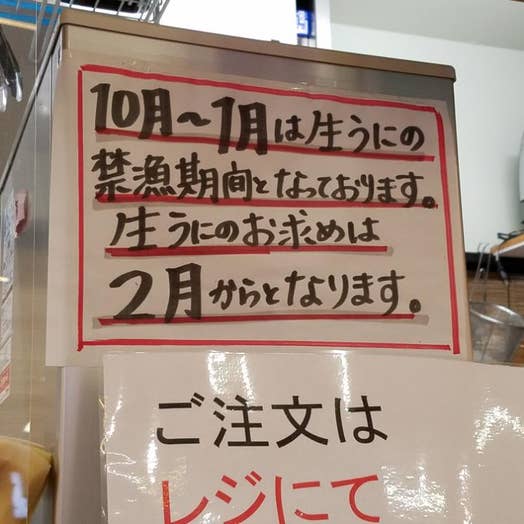 10月～1月は生うにの
禁漁期間となっております。
生うにのお求めは
2月からとなります。
ご注文は
レジにて